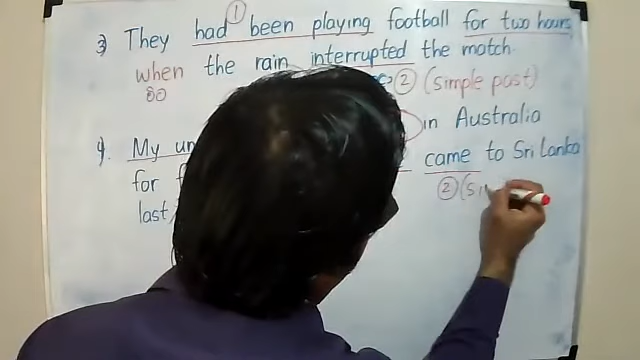 3) They had been playing football for two hours, ①
when the rain interrupted the match.
② (simple past)
4. My un in Australia
for came to Sri Lanka
last ② (Si